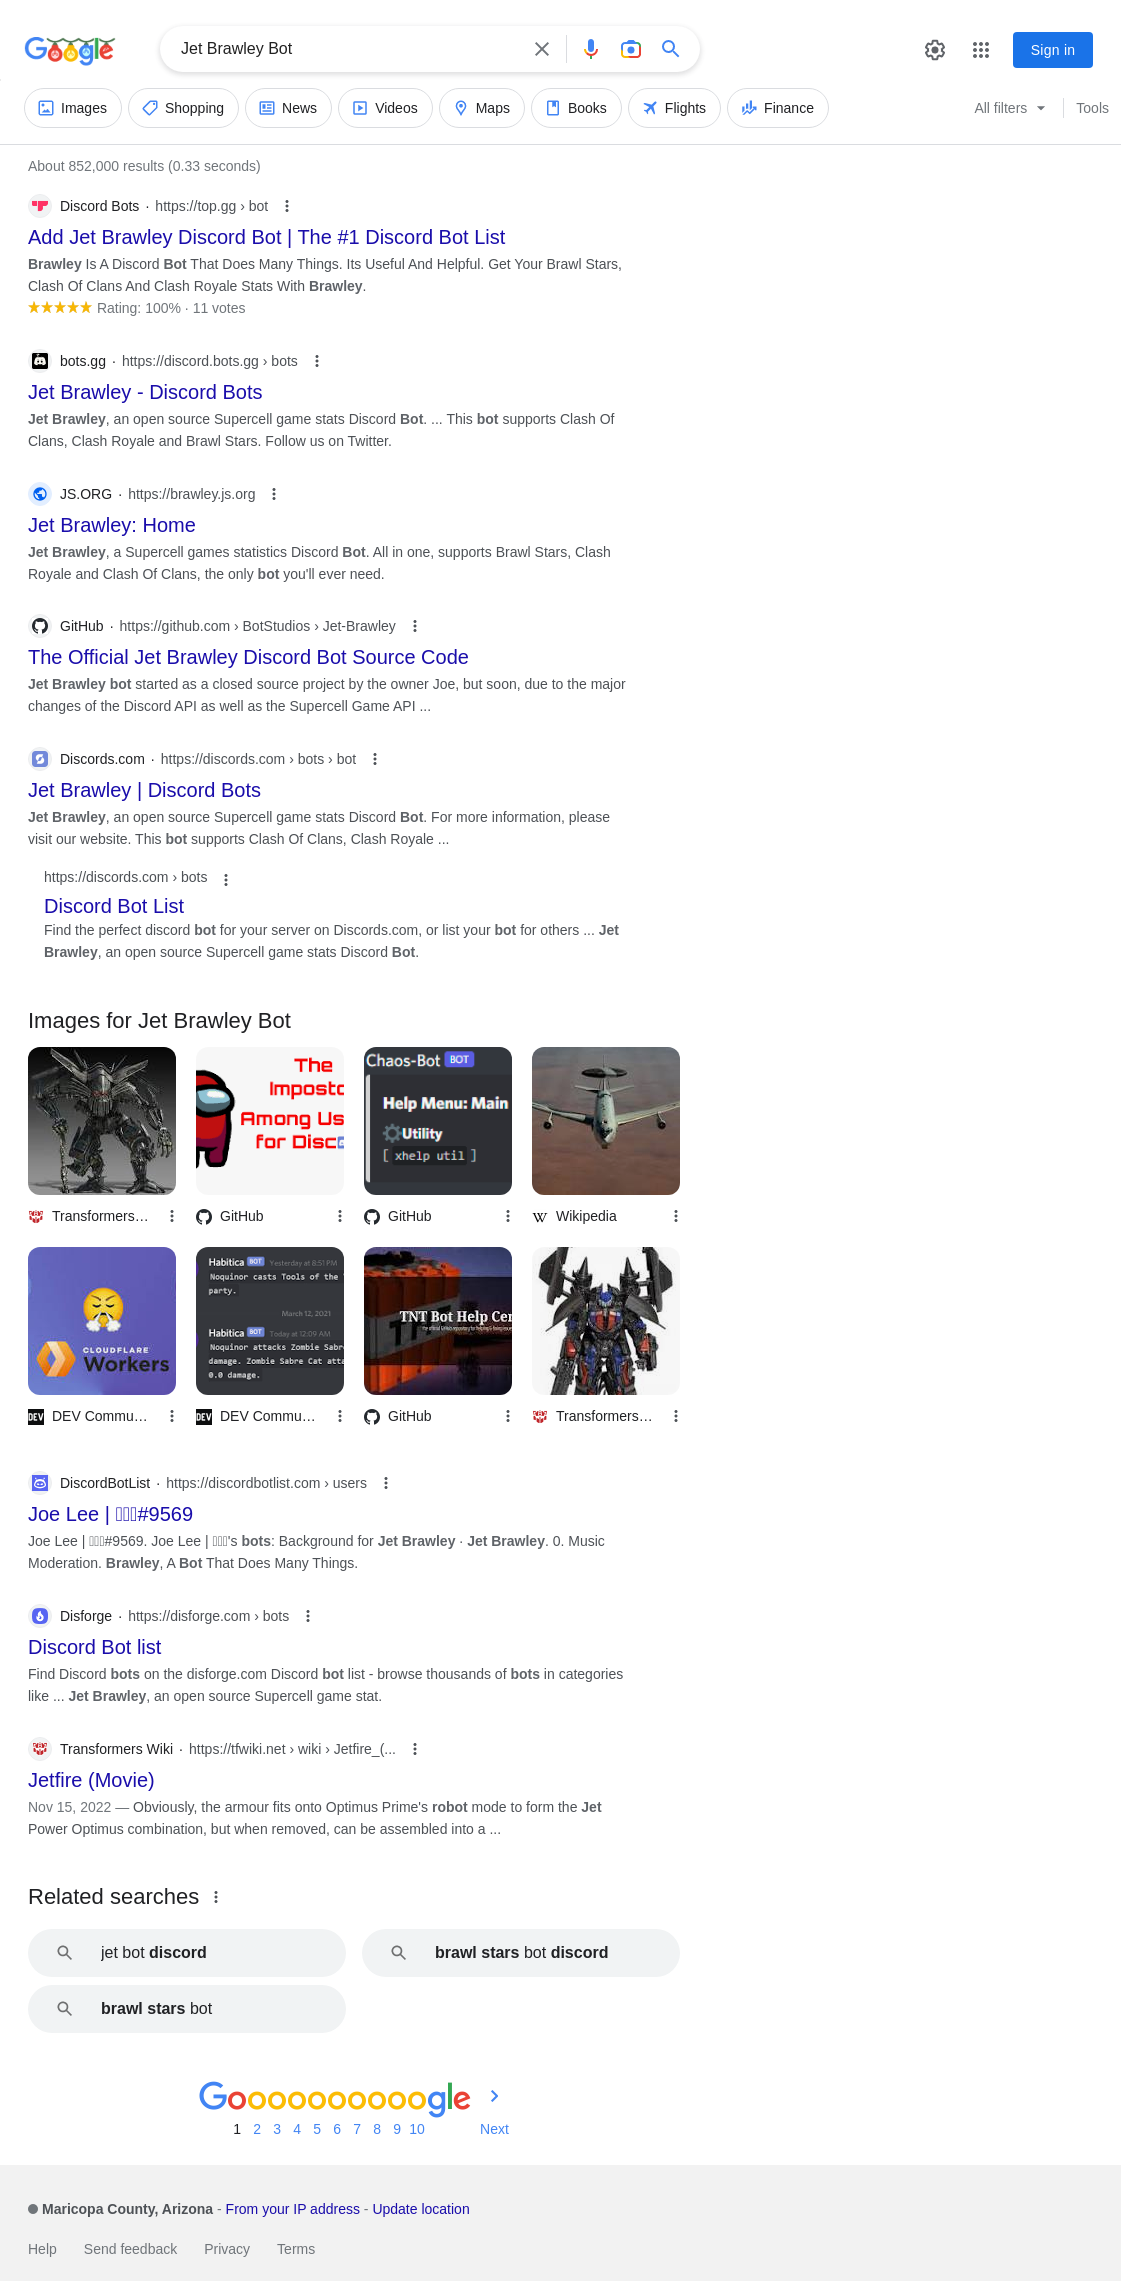 Google
Jet Brawley Bot
Sign in
Images
Shopping
News
Videos
Maps
Books
Flights
Finance
All filters
Tools
About 852,000 results (0.33 seconds)
Discord Bots · https://top.gg › bot
Add Jet Brawley Discord Bot | The #1 Discord Bot List
Brawley Is A Discord Bot That Does Many Things. Its Useful And Helpful. Get Your Brawl Stars,
Clash Of Clans And Clash Royale Stats With Brawley.
Rating: 100% · 11 votes
bots.gg · https://discord.bots.gg › bots
Jet Brawley - Discord Bots
Jet Brawley, an open source Supercell game stats Discord Bot. ... This bot supports Clash Of
Clans, Clash Royale and Brawl Stars. Follow us on Twitter.
JS.ORG · https://brawley.js.org
Jet Brawley: Home
Jet Brawley, a Supercell games statistics Discord Bot. All in one, supports Brawl Stars, Clash
Royale and Clash Of Clans, the only bot you'll ever need.
GitHub · https://github.com › BotStudios › Jet-Brawley
The Official Jet Brawley Discord Bot Source Code
Jet Brawley bot started as a closed source project by the owner Joe, but soon, due to the major
changes of the Discord API as well as the Supercell Game API ...
Discords.com · https://discords.com › bots › bot
Jet Brawley | Discord Bots
Jet Brawley, an open source Supercell game stats Discord Bot. For more information, please
visit our website. This bot supports Clash Of Clans, Clash Royale ...
https://discords.com › bots
Discord Bot List
Find the perfect discord bot for your server on Discords.com, or list your bot for others ... Jet
Brawley, an open source Supercell game stats Discord Bot.
Images for Jet Brawley Bot
The
Imposto
Among Us
for Disc
Chaos-Bot BOT
Help Menu: Main
Utility
[ xhelp util ]
Transformers…
GitHub
GitHub
Wikipedia
CLOUDFLARE
Workers
Habitica BOT Yesterday at 8:51 PM
Noquinor casts Tools of the
party.
March 12, 2021
Habitica BOT Today at 12:09 AM
Noquinor attacks Zombie Sabre
damage. Zombie Sabre Cat atta
0.0 damage.
TNT Bot Help Cen
DEV Commu…
DEV Commu…
GitHub
Transformers…
DiscordBotList · https://discordbotlist.com › users
Joe Lee | #9569
Joe Lee | #9569. Joe Lee | 's bots: Background for Jet Brawley · Jet Brawley. 0. Music
Moderation. Brawley, A Bot That Does Many Things.
Disforge · https://disforge.com › bots
Discord Bot list
Find Discord bots on the disforge.com Discord bot list - browse thousands of bots in categories
like ... Jet Brawley, an open source Supercell game stat.
Transformers Wiki · https://tfwiki.net › wiki › Jetfire_(...
Jetfire (Movie)
Nov 15, 2022 — Obviously, the armour fits onto Optimus Prime's robot mode to form the Jet
Power Optimus combination, but when removed, can be assembled into a ...
Related searches
jet bot discord
brawl stars bot discord
brawl stars bot
Goooooooooogle
1 2 3 4 5 6 7 8 9 10 Next
Maricopa County, Arizona - From your IP address - Update location
Help Send feedback Privacy Terms